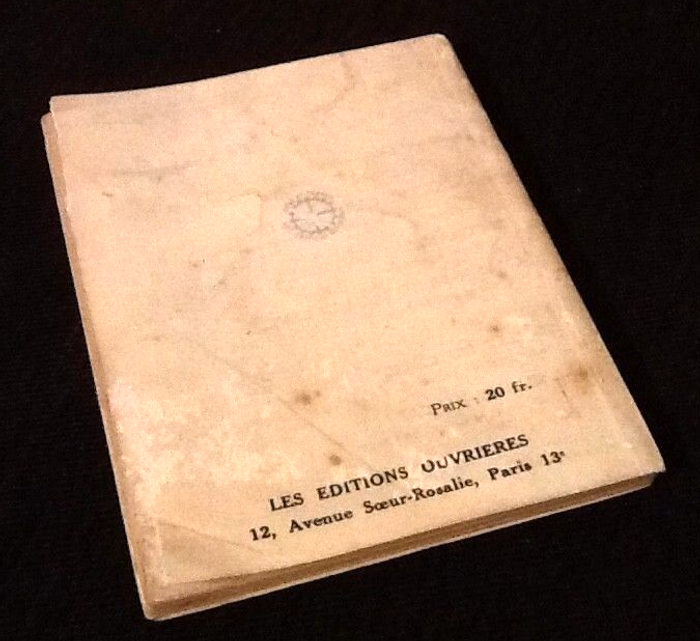 PRIX : 20 fr.
LES EDITIONS OUVRIERES
12, Avenue Sœur-Rosalie, Paris 13e